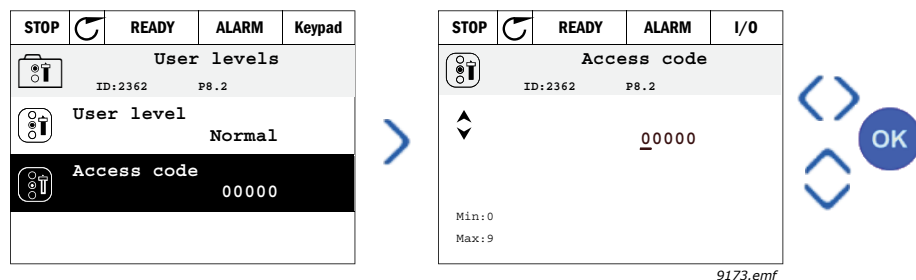 STOP READY ALARM Keypad
User levels
ID:2362 P8.2
User level
Normal
Access code
00000
STOP READY ALARM I/O
Access code
ID:2362 P8.2
00000
Min:0
Max:9
OK
9173.emf